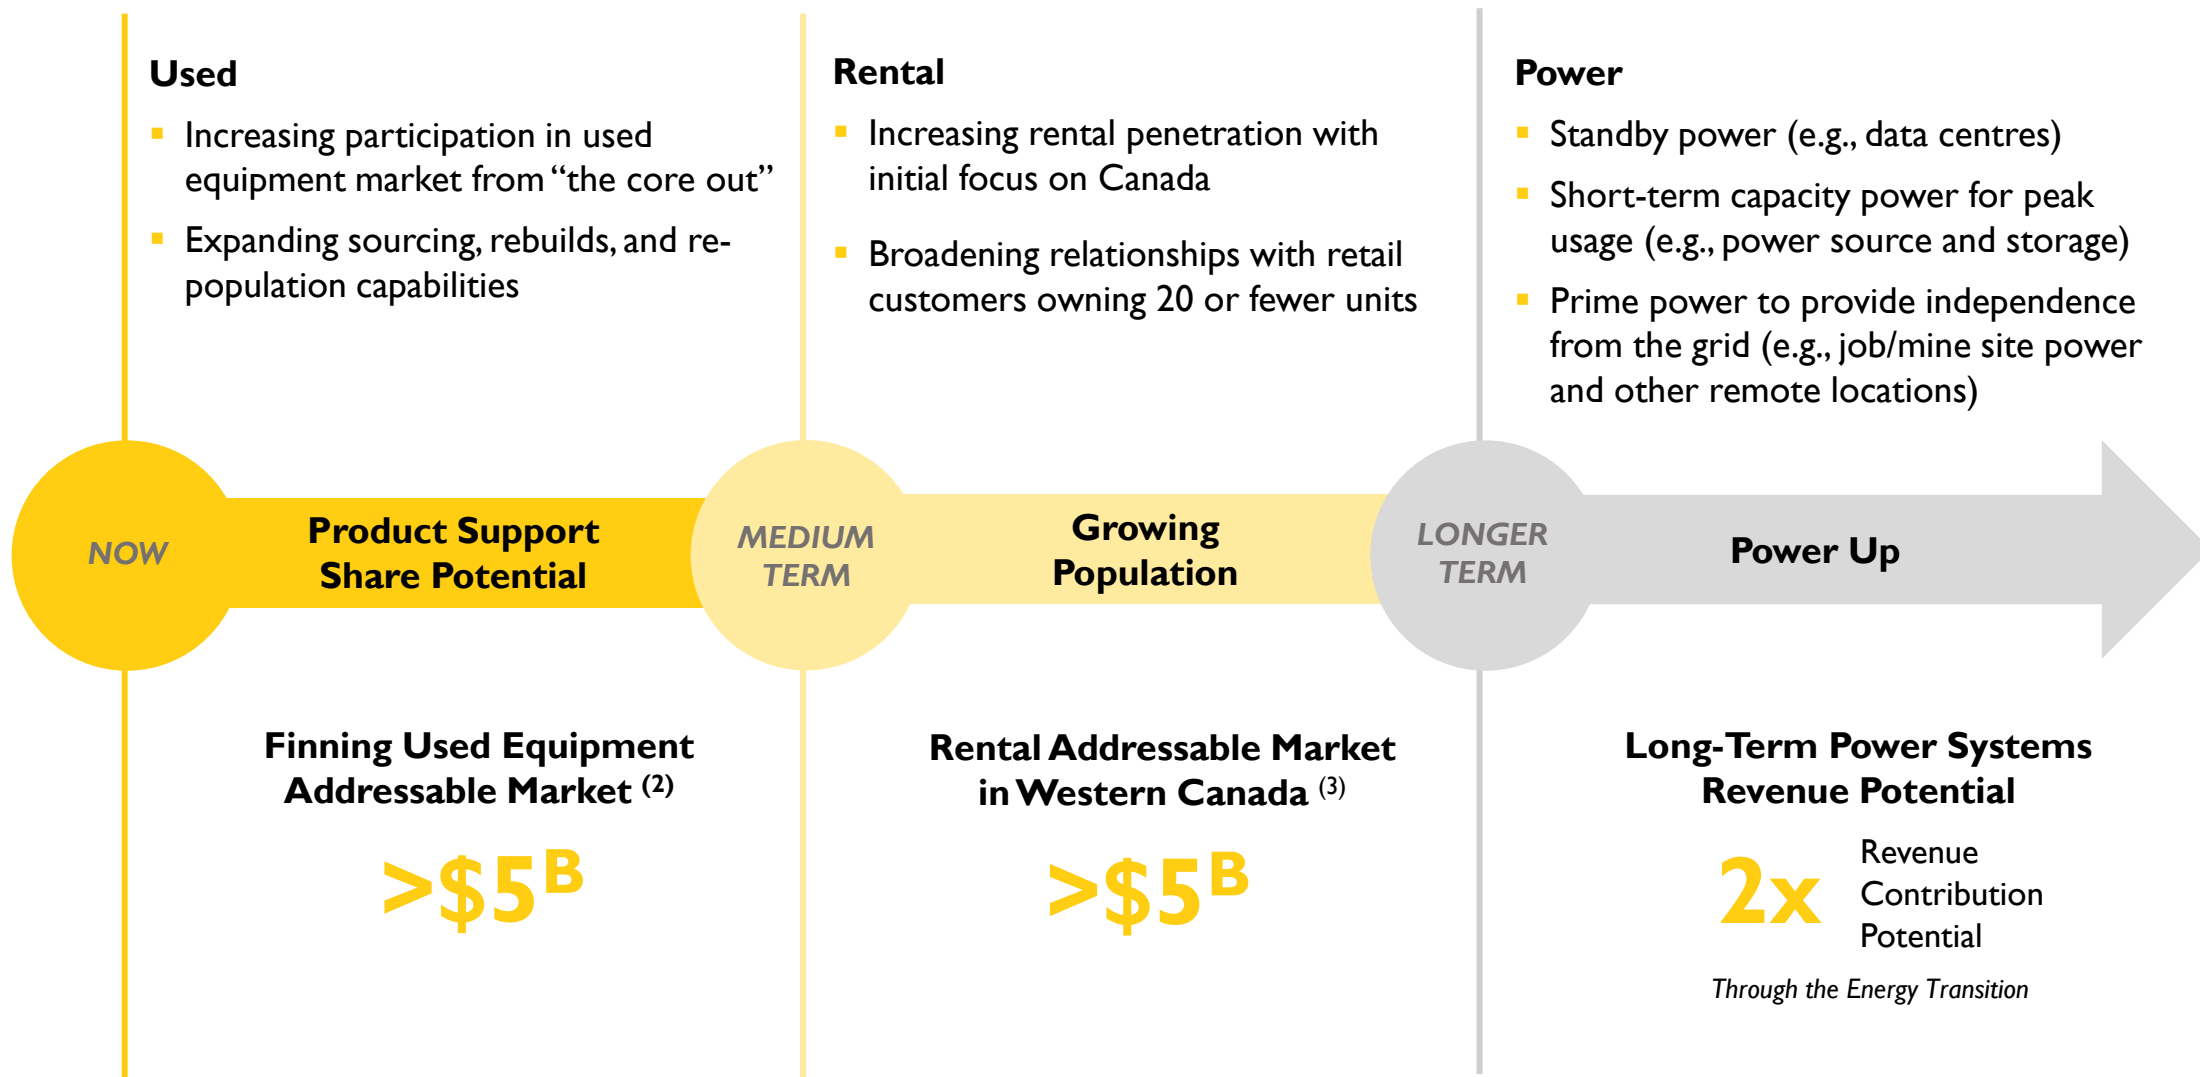 Used
Increasing participation in used
equipment market from “the core out”
Expanding sourcing, rebuilds, and re-
population capabilities
Rental
Increasing rental penetration with
initial focus on Canada
Broadening relationships with retail
customers owning 20 or fewer units
Power
Standby power (e.g., data centres)
Short-term capacity power for peak
usage (e.g., power source and storage)
Prime power to provide independence
from the grid (e.g., job/mine site power
and other remote locations)
NOW
Product Support
Share Potential
MEDIUM
TERM
Growing
Population
LONGER
TERM
Power Up
Finning Used Equipment
Addressable Market (2)
>$5B
Rental Addressable Market
in Western Canada (3)
>$5B
Long-Term Power Systems
Revenue Potential
2x
Revenue
Contribution
Potential
Through the Energy Transition